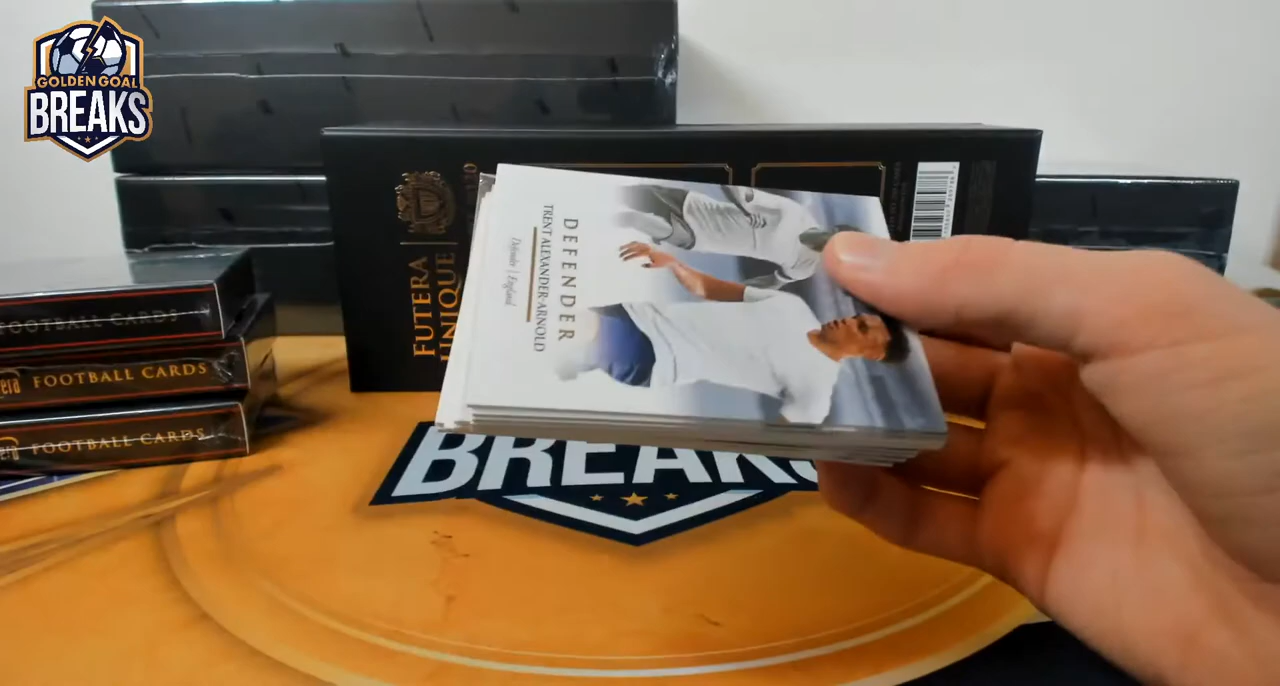 GOLDEN GOAL
BREAKS
FUTERA
UNIQUE
DEFENDER
TRENT ALEXANDER-ARNOLD
Defender | England
FOOTBALL CARDS
FOOTBALL CARDS
FOOTBALL CARDS
BREAKS